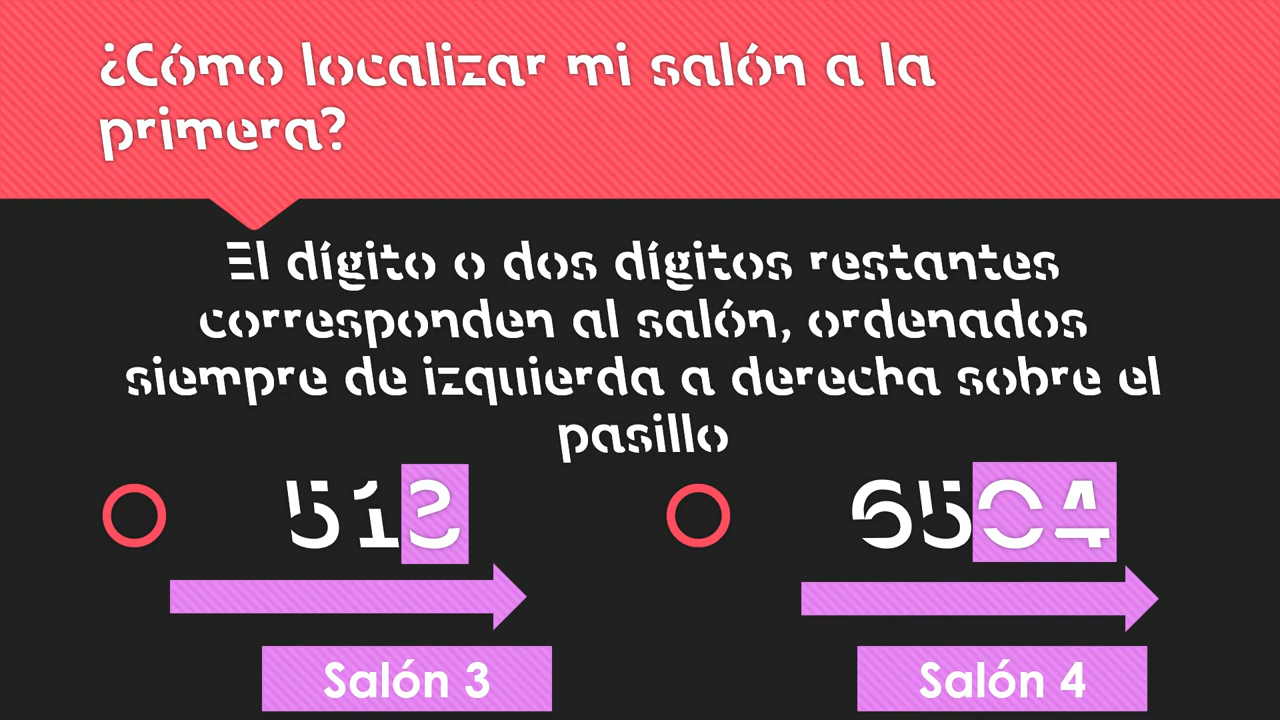 ¿Cómo localizar mi salón a la
primera?
El dígito o dos dígitos restantes
corresponden al salón, ordenados
siempre de izquierda a derecha sobre el
pasillo
513 6504
Salón 3 Salón 4